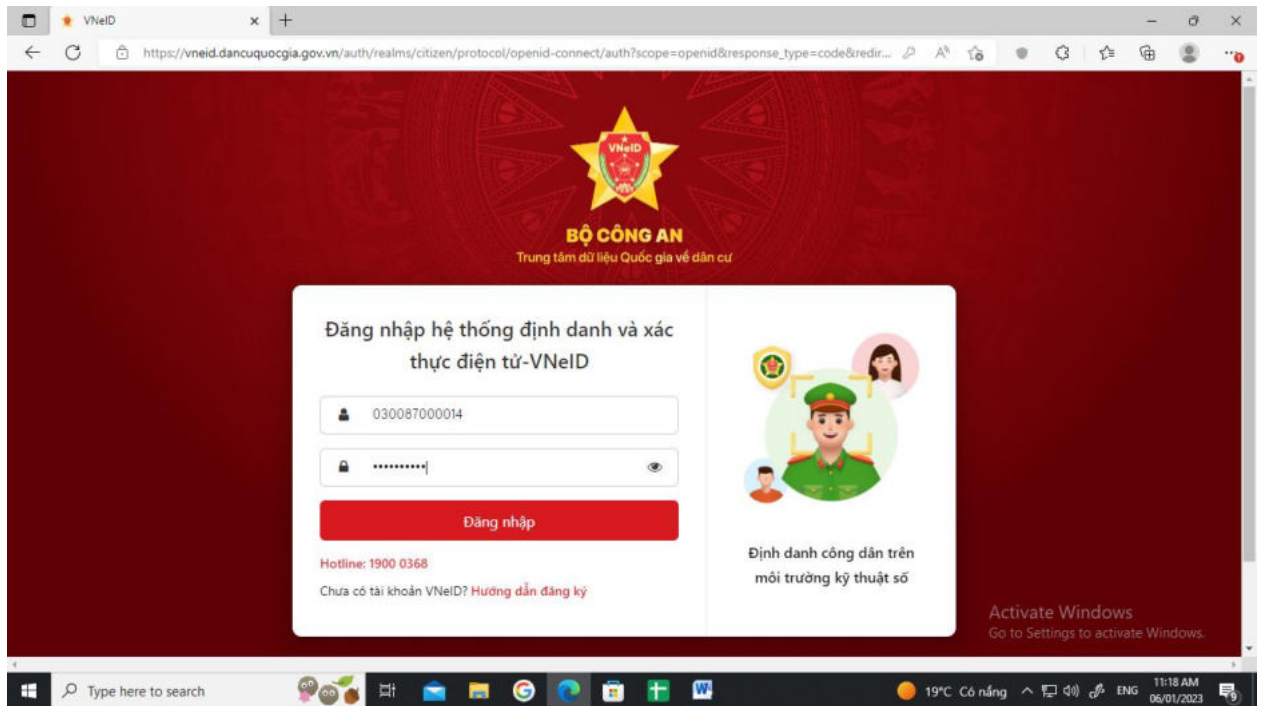 VNeID
https://vneid.dancuquocgia.gov.vn/auth/realms/citizen/protocol/openid-connect/auth?scope=openid&response_type=code&redir...
VNeID
BỘ CÔNG AN
Trung tâm dữ liệu Quốc gia về dân cư
Đăng nhập hệ thống định danh và xác
thực điện tử-VNeID
030087000014
••••••••••
Đăng nhập
Hotline: 1900 0368
Chưa có tài khoản VNeID? Hướng dẫn đăng ký
Định danh công dân trên
môi trường kỹ thuật số
Activate Windows
Go to Settings to activate Windows.
Type here to search
19°C Có nắng
ENG
11:18 AM
06/01/2023